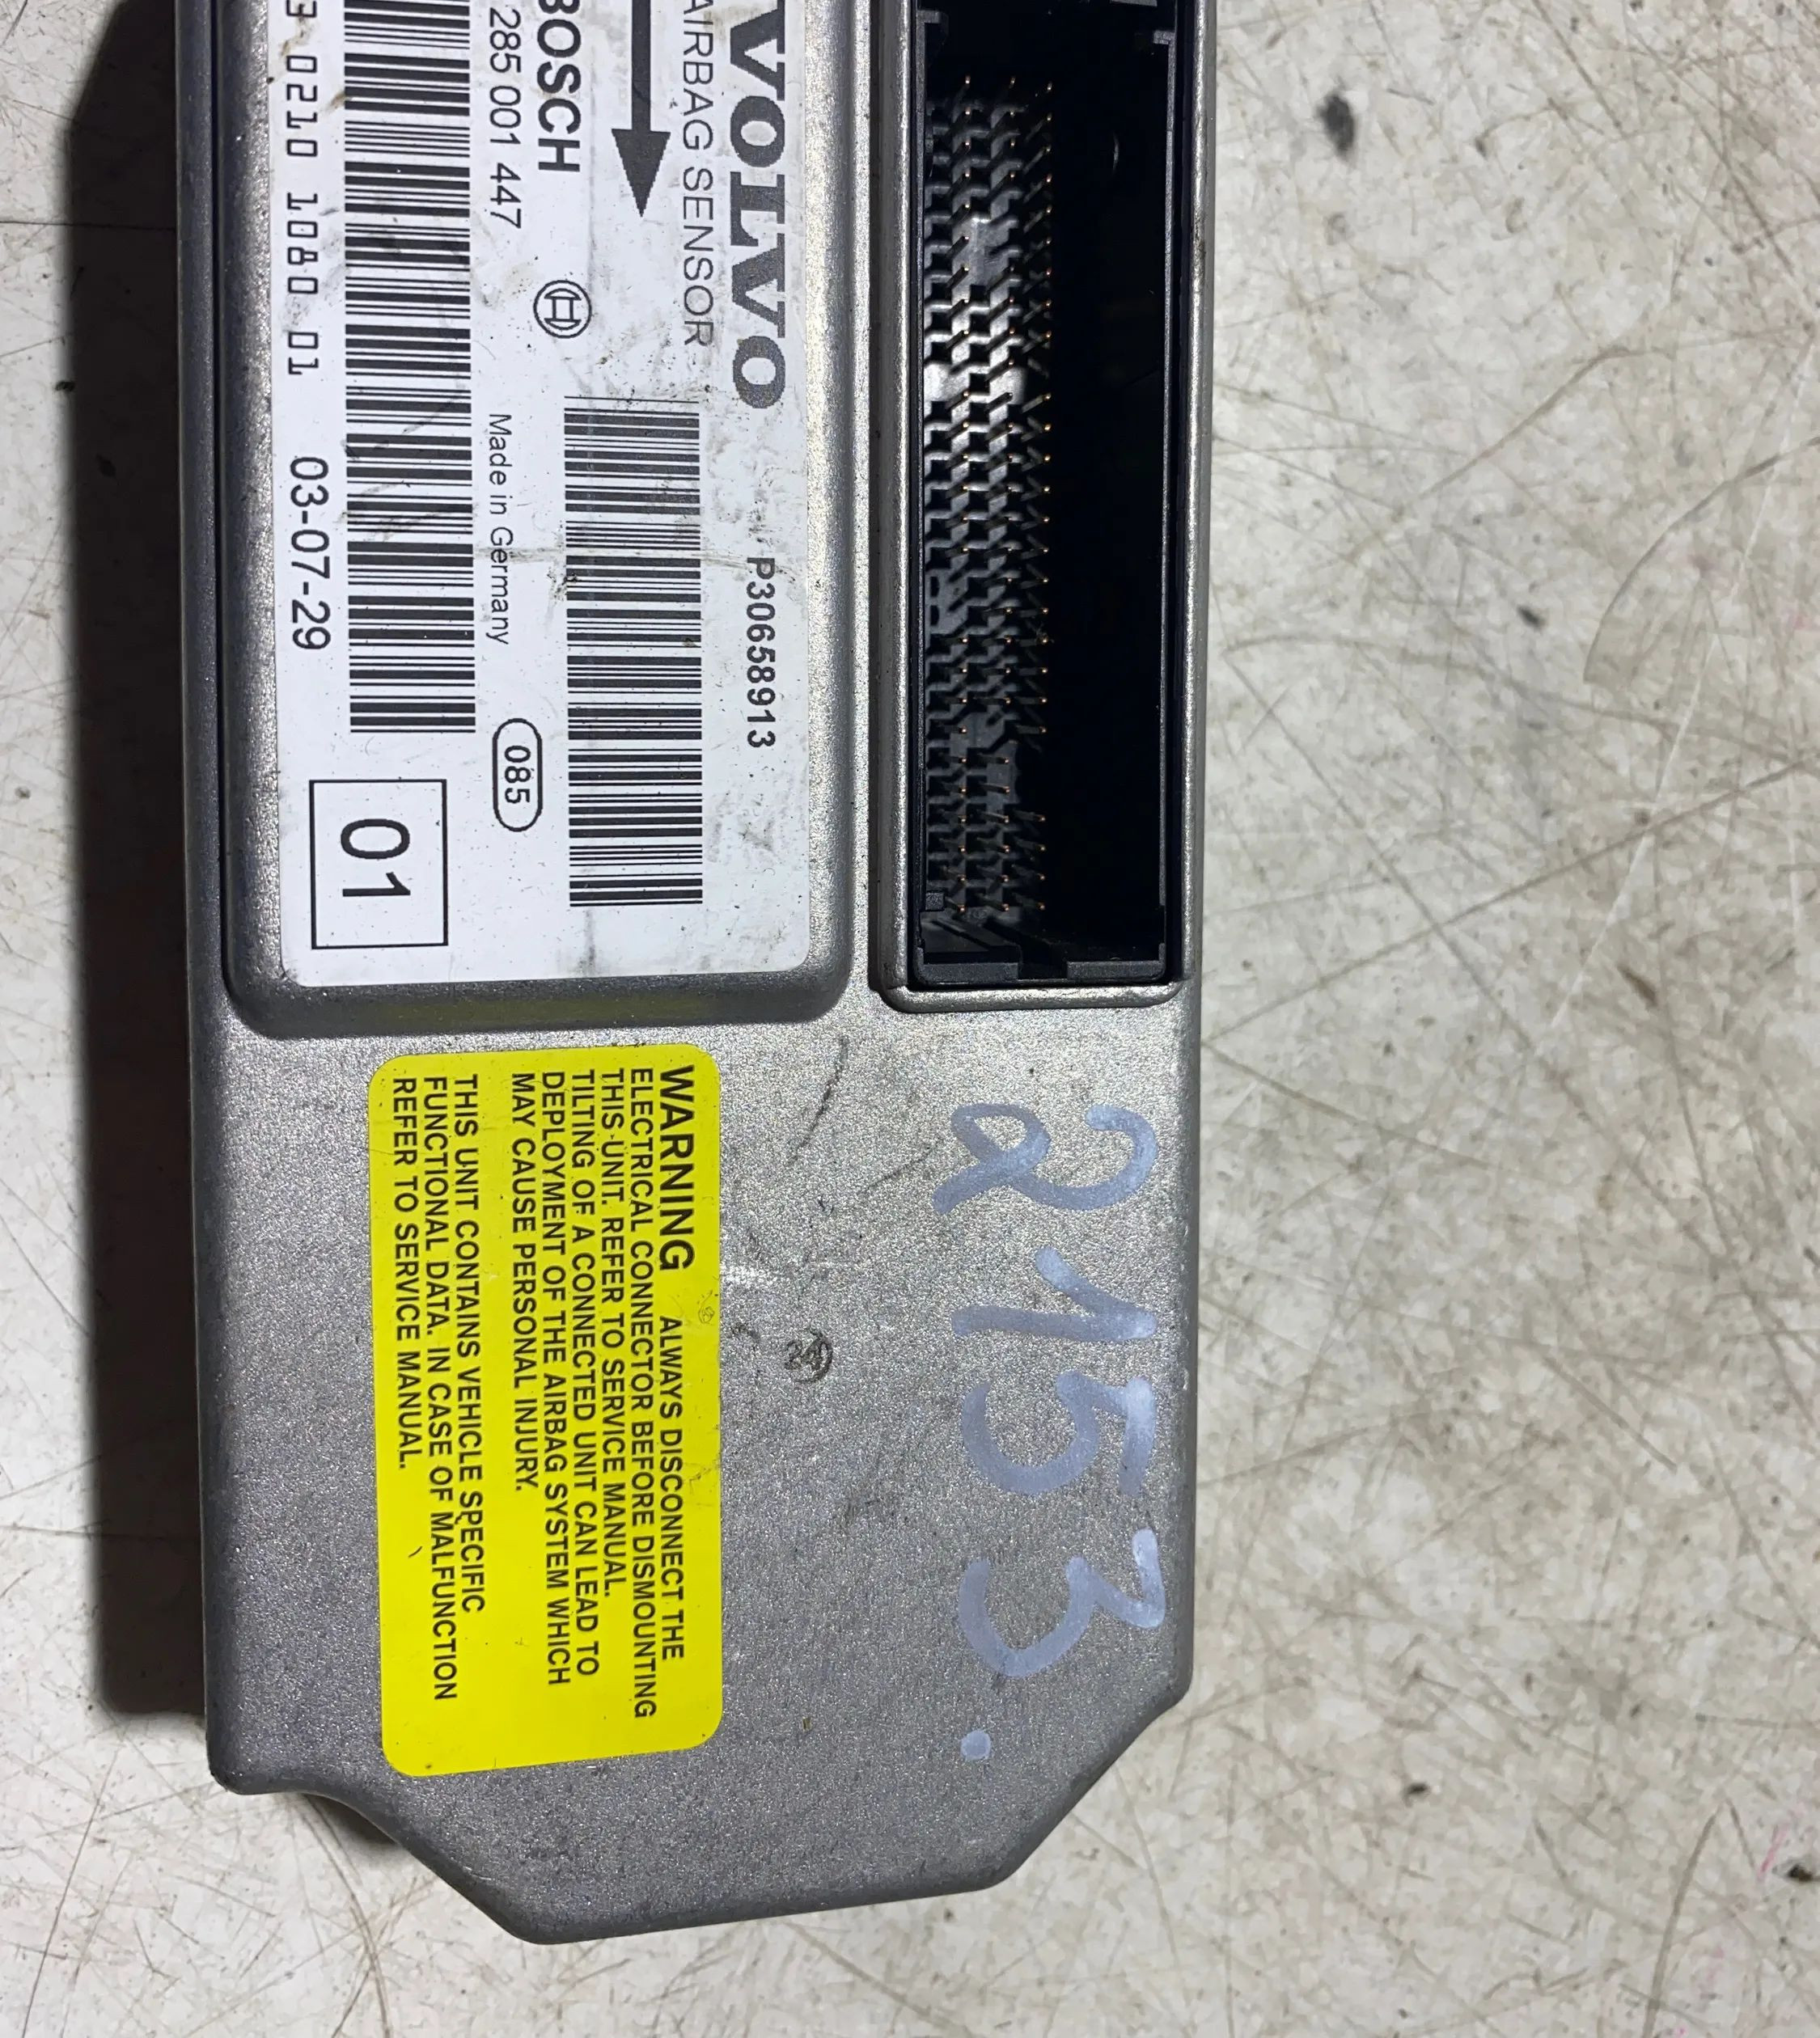 VOLVO P30658913
AIRBAG SENSOR
BOSCH
285 001 447 Made in Germany 085
3 0210 1080 01 03-07-29
01
WARNING ALWAYS DISCONNECT THE
ELECTRICAL CONNECTOR BEFORE DISMOUNTING
THIS UNIT. REFER TO SERVICE MANUAL.
TILTING OF A CONNECTED UNIT CAN LEAD TO
DEPLOYMENT OF THE AIRBAG SYSTEM WHICH
MAY CAUSE PERSONAL INJURY.
THIS UNIT CONTAINS VEHICLE SPECIFIC
FUNCTIONAL DATA. IN CASE OF MALFUNCTION
REFER TO SERVICE MANUAL.
2153.